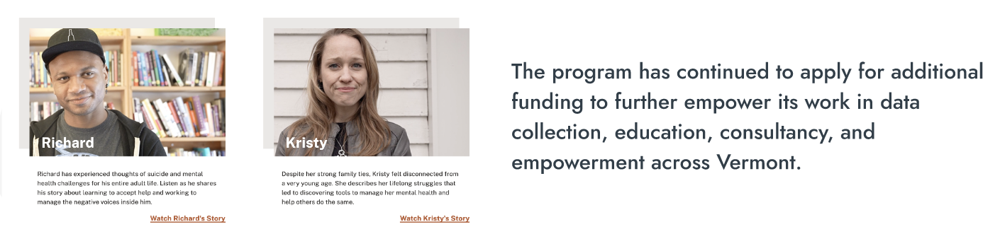 Richard
Richard has experienced thoughts of suicide and mental
health challenges for his entire adult life. Listen as he shares
his story about learning to accept help and working to
manage the negative voices inside him.
Watch Richard's Story
Kristy
Despite her strong family ties, Kristy felt disconnected from
a very young age. She describes her lifelong struggles that
led to discovering tools to manage her mental health and
help others do the same.
Watch Kristy's Story
The program has continued to apply for additional
funding to further empower its work in data
collection, education, consultancy, and
empowerment across Vermont.